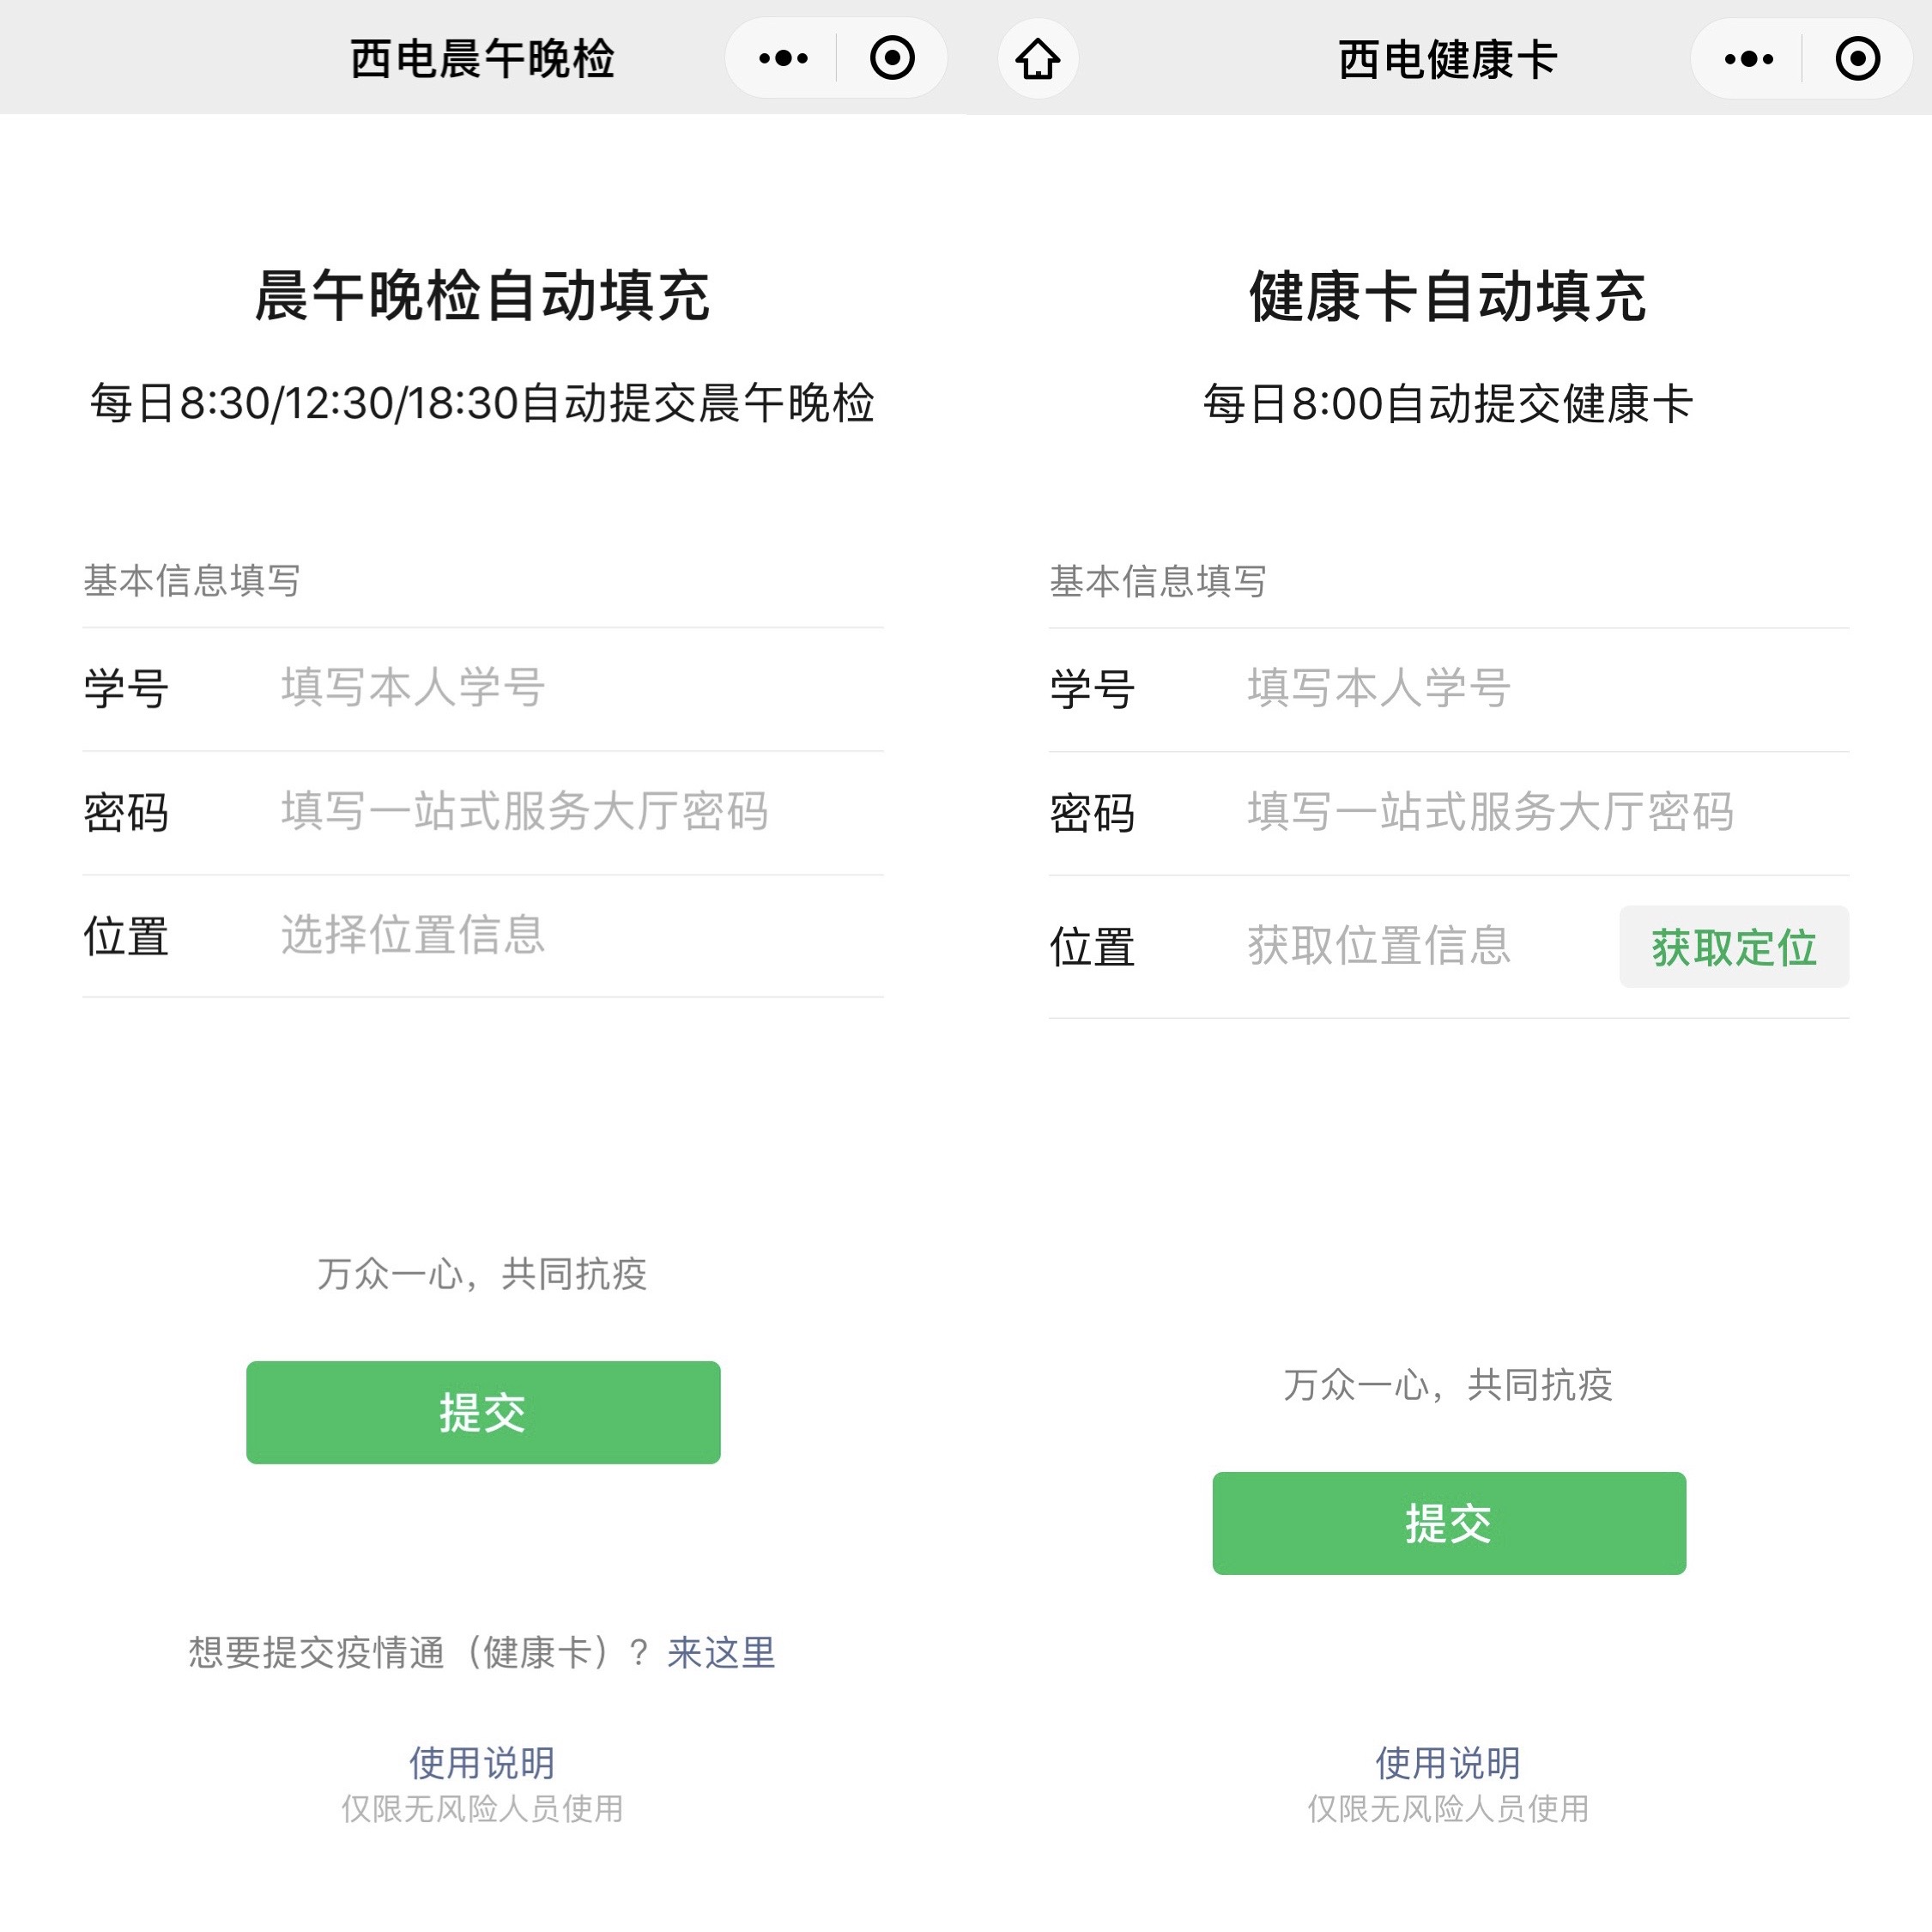 西电晨午晚检
晨午晚检自动填充
每日8:30/12:30/18:30自动提交晨午晚检
基本信息填写
学号 填写本人学号
密码 填写一站式服务大厅密码
位置 选择位置信息
万众一心，共同抗疫
提交
想要提交疫情通（健康卡）? 来这里
使用说明
仅限无风险人员使用
西电健康卡
健康卡自动填充
每日8:00自动提交健康卡
基本信息填写
学号 填写本人学号
密码 填写一站式服务大厅密码
位置 获取位置信息 获取定位
万众一心，共同抗疫
提交
使用说明
仅限无风险人员使用